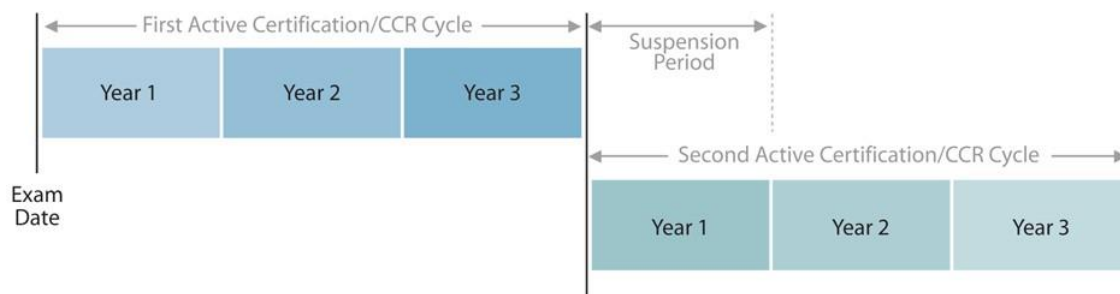 First Active Certification/CCR Cycle
Suspension
Period
Year 1
Year 2
Year 3
Exam
Date
Second Active Certification/CCR Cycle
Year 1
Year 2
Year 3